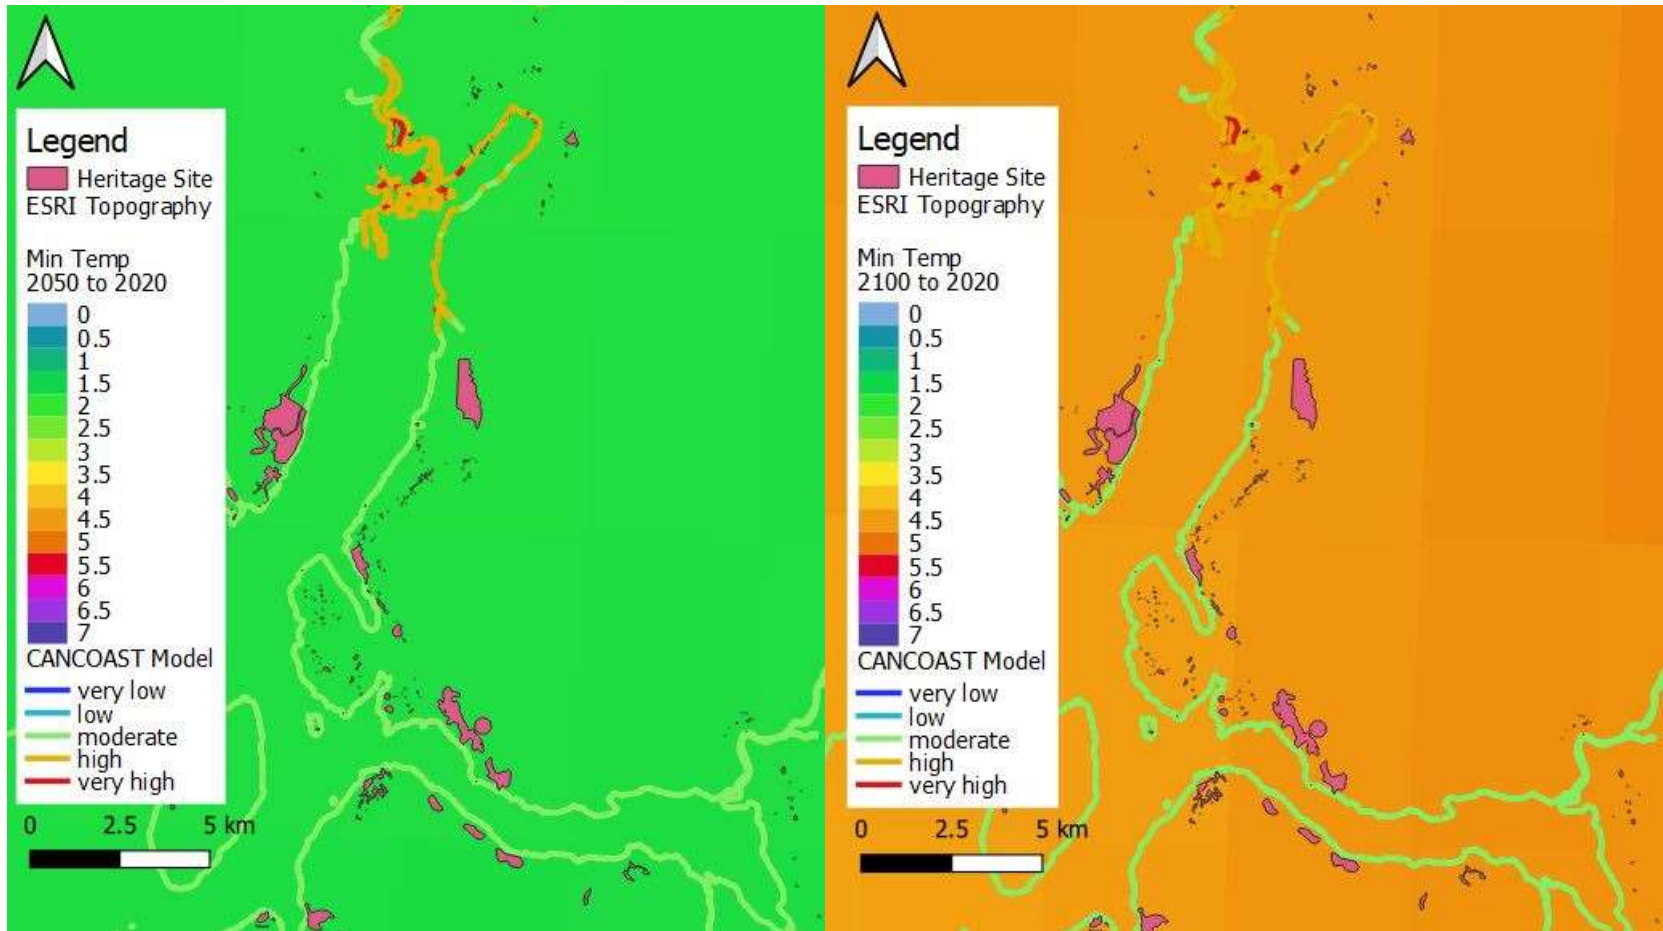 Legend
Heritage Site
ESRI Topography
Min Temp
2050 to 2020
0
0.5
1
1.5
2
2.5
3
3.5
4
4.5
5
5.5
6
6.5
7
CANCOAST Model
very low
low
moderate
high
very high
0 2.5 5 km
Legend
Heritage Site
ESRI Topography
Min Temp
2100 to 2020
0
0.5
1
1.5
2
2.5
3
3.5
4
4.5
5
5.5
6
6.5
7
CANCOAST Model
very low
low
moderate
high
very high
0 2.5 5 km